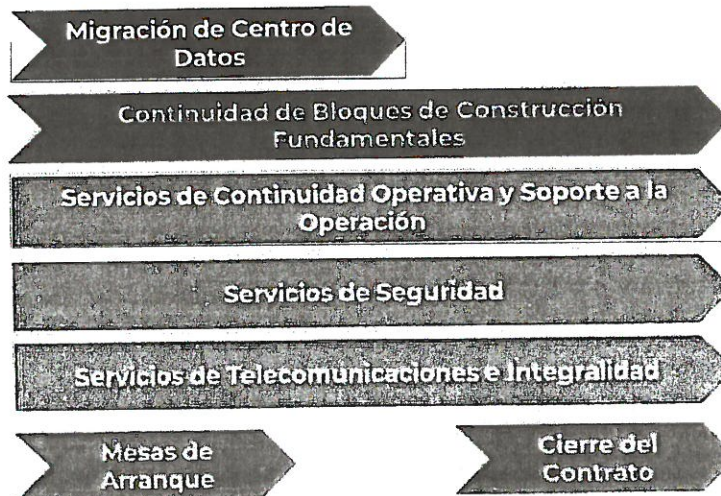 Migración de Centro de
Datos
Continuidad de Bloques de Construcción
Fundamentales
Servicios de Continuidad Operativa y Soporte a la
Operación
Servicios de Seguridad
Servicios de Telecomunicaciones e Integralidad
Mesas de
Arranque
Cierre del
Contrato